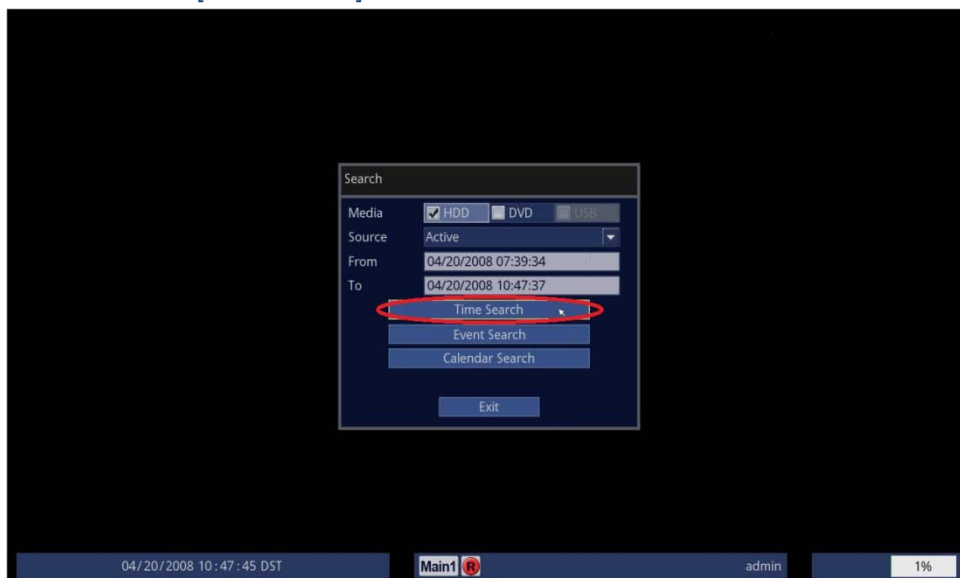 Search
Media HDD DVD USB
Source Active
From 04/20/2008 07:39:34
To 04/20/2008 10:47:37
Time Search
Event Search
Calendar Search
Exit
04/20/2008 10:47:45 DST Main1 R admin 1%